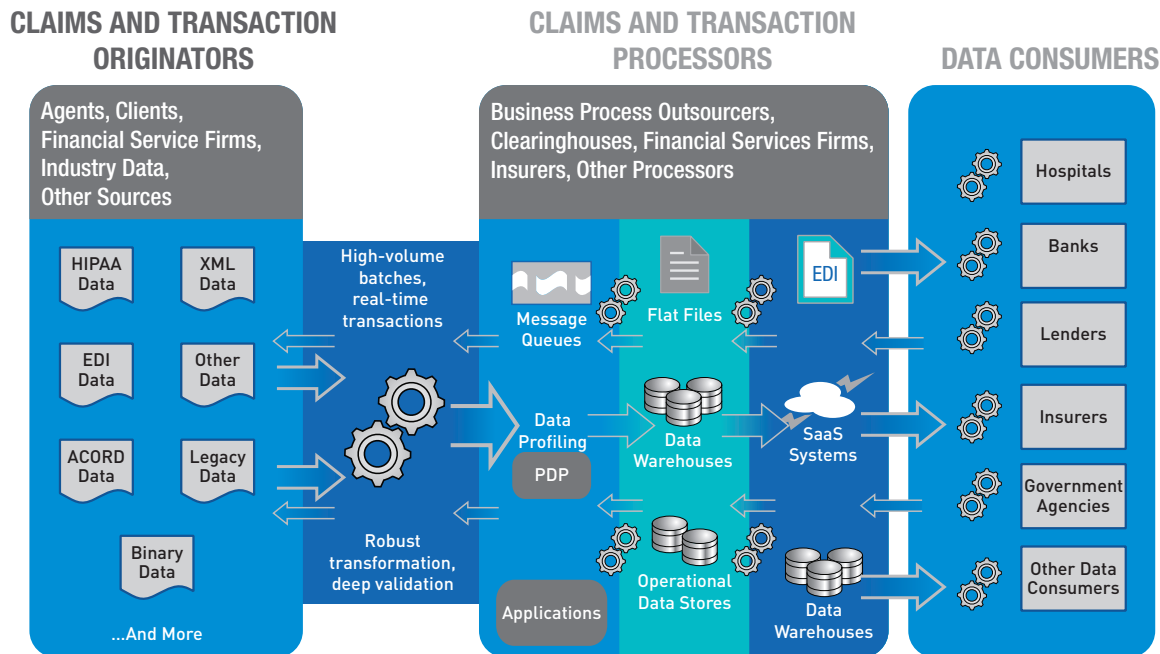 CLAIMS AND TRANSACTION
ORIGINATORS
Agents, Clients,
Financial Service Firms,
Industry Data,
Other Sources
HIPAA
Data
XML
Data
EDI
Data
Other
Data
ACORD
Data
Legacy
Data
Binary
Data
...And More
High-volume
batches,
real-time
transactions
Robust
transformation,
deep validation
CLAIMS AND TRANSACTION
PROCESSORS
Business Process Outsourcers,
Clearinghouses, Financial Services Firms,
Insurers, Other Processors
Message
Queues
Flat Files
EDI
Data
Profiling
PDP
Data
Warehouses
SaaS
Systems
Applications
Operational
Data Stores
Data
Warehouses
DATA CONSUMERS
Hospitals
Banks
Lenders
Insurers
Government
Agencies
Other Data
Consumers